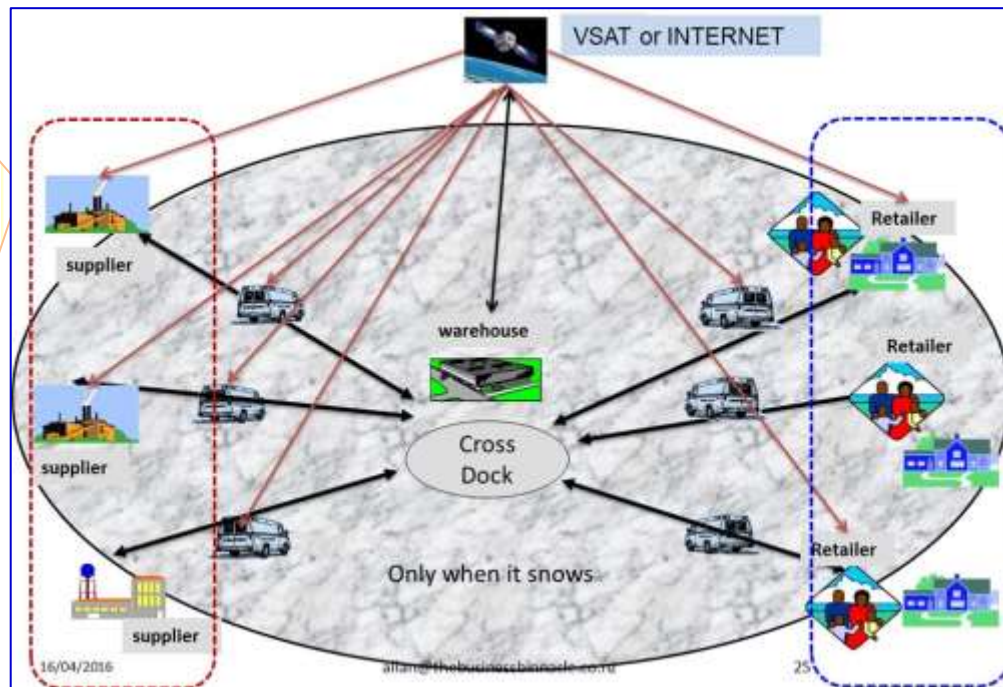 VSAT or INTERNET
Retailer
supplier
warehouse
Retailer
Cross
Dock
supplier
Retailer
Only when it snows
supplier
16/04/2016
25